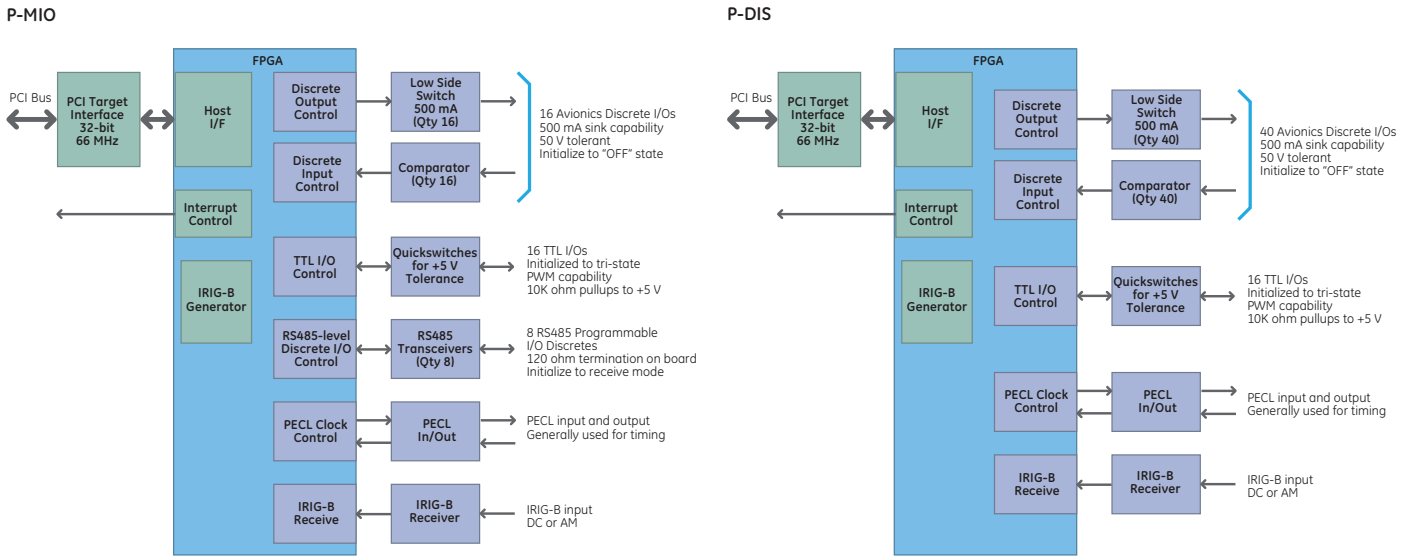 P-MIO
FPGA
PCI Bus
PCI Target
Interface
32-bit
66 MHz
Host
I/F
Discrete
Output
Control
Low Side
Switch
500 mA
(Qty 16)
16 Avionics Discrete I/Os
500 mA sink capability
50 V tolerant
Initialize to “OFF” state
Discrete
Input
Control
Comparator
(Qty 16)
Interrupt
Control
TTL I/O
Control
Quickswitches
for +5 V
Tolerance
16 TTL I/Os
Initialized to tri-state
PWM capability
10K ohm pullups to +5 V
IRIG-B
Generator
RS485-level
Discrete I/O
Control
RS485
Transceivers
(Qty 8)
8 RS485 Programmable
I/O Discretes
120 ohm termination on board
Initialize to receive mode
PECL Clock
Control
PECL
In/Out
PECL input and output
Generally used for timing
IRIG-B
Receive
IRIG-B
Receiver
IRIG-B input
DC or AM
P-DIS
FPGA
PCI Bus
PCI Target
Interface
32-bit
66 MHz
Host
I/F
Discrete
Output
Control
Low Side
Switch
500 mA
(Qty 40)
40 Avionics Discrete I/Os
500 mA sink capability
50 V tolerant
Initialize to “OFF” state
Discrete
Input
Control
Comparator
(Qty 40)
Interrupt
Control
IRIG-B
Generator
TTL I/O
Control
Quickswitches
for +5 V
Tolerance
16 TTL I/Os
Initialized to tri-state
PWM capability
10K ohm pullups to +5 V
PECL Clock
Control
PECL
In/Out
PECL input and output
Generally used for timing
IRIG-B
Receive
IRIG-B
Receiver
IRIG-B input
DC or AM